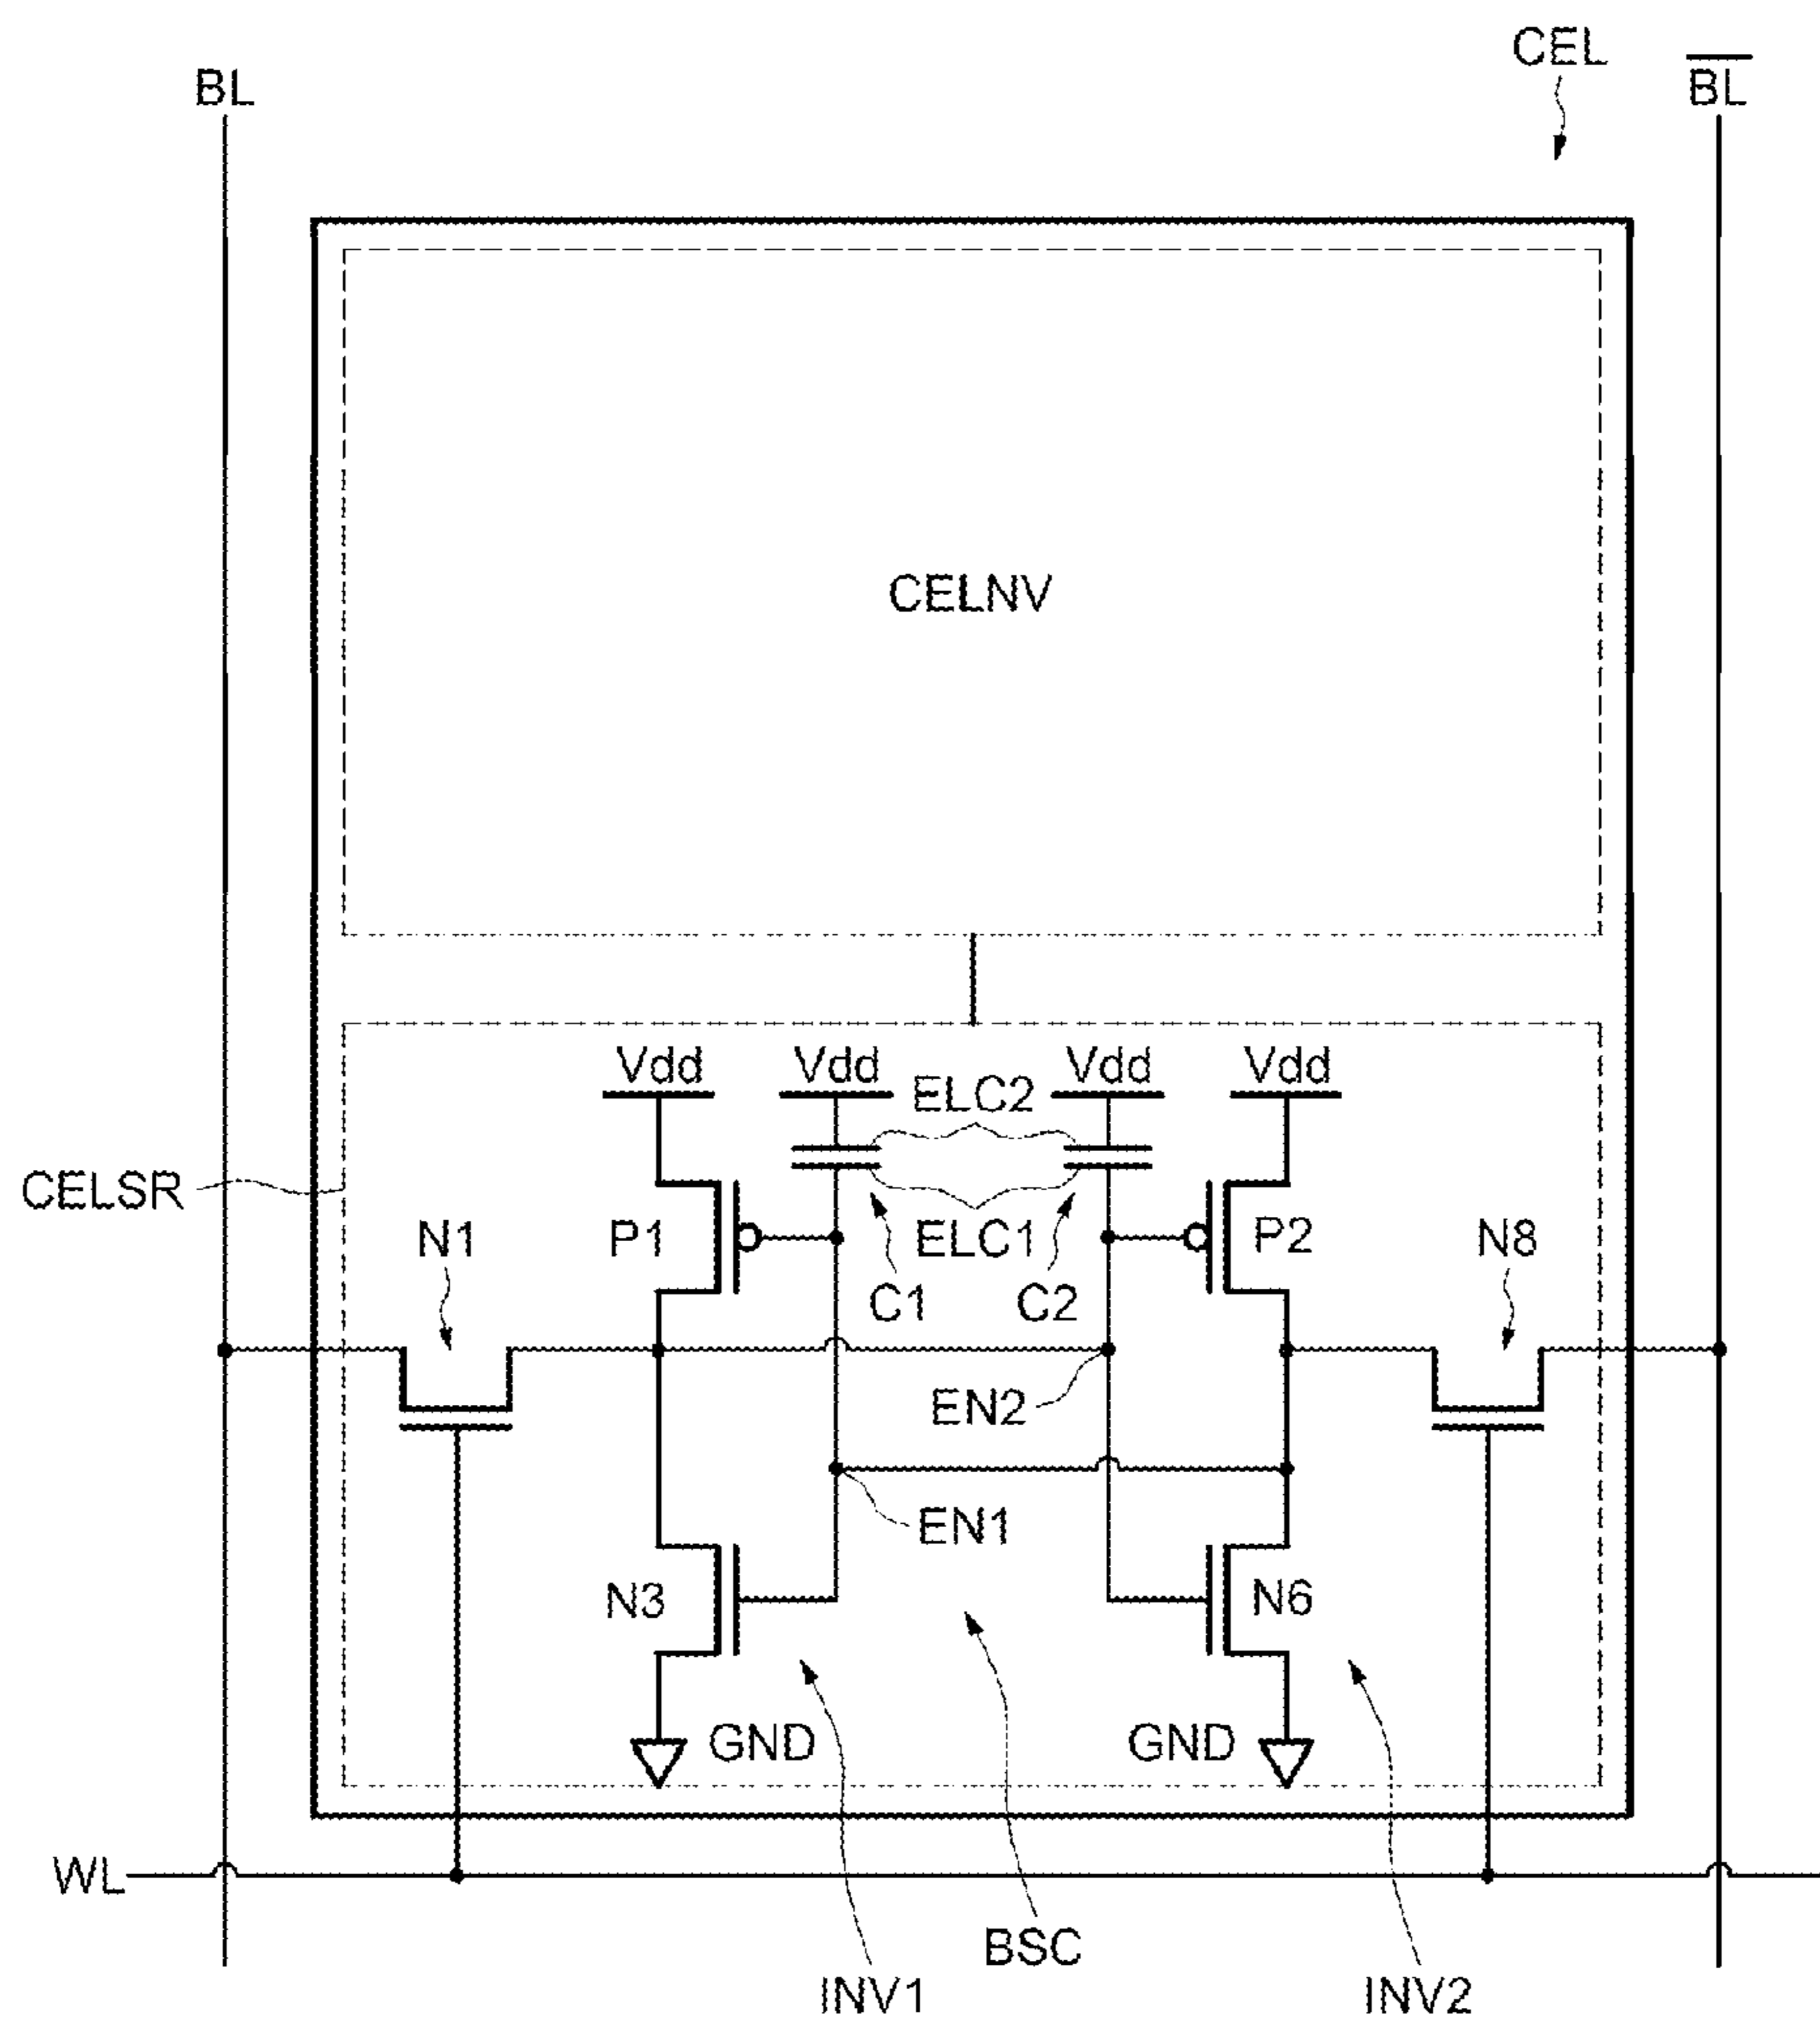 CEL
BL
BL
CELNV
Vdd
Vdd
Vdd
Vdd
ELC2
CELSR
N1
P1
ELC1
P2
N8
C1
C2
EN2
EN1
N3
N6
GND
GND
WL
BSC
INV1
INV2